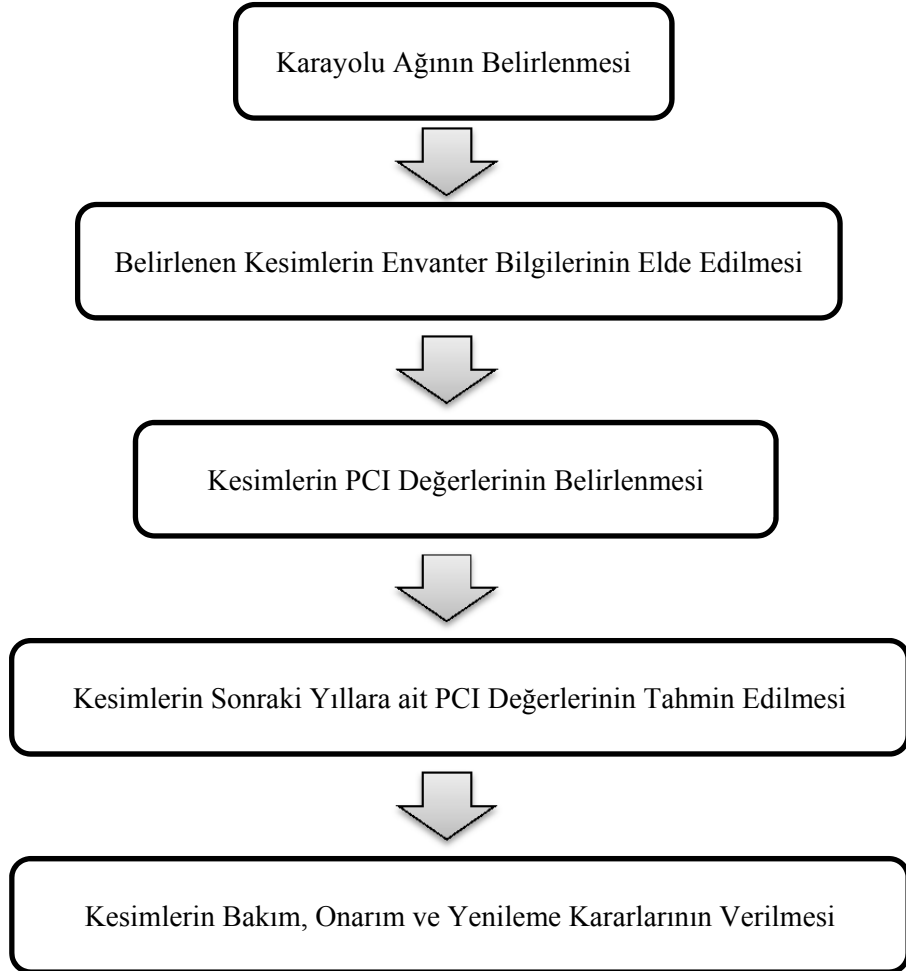 Karayolu Ağının Belirlenmesi
Belirlenen Kesimlerin Envanter Bilgilerinin Elde Edilmesi
Kesimlerin PCI Değerlerinin Belirlenmesi
Kesimlerin Sonraki Yıllara ait PCI Değerlerinin Tahmin Edilmesi
Kesimlerin Bakım, Onarım ve Yenileme Kararlarının Verilmesi